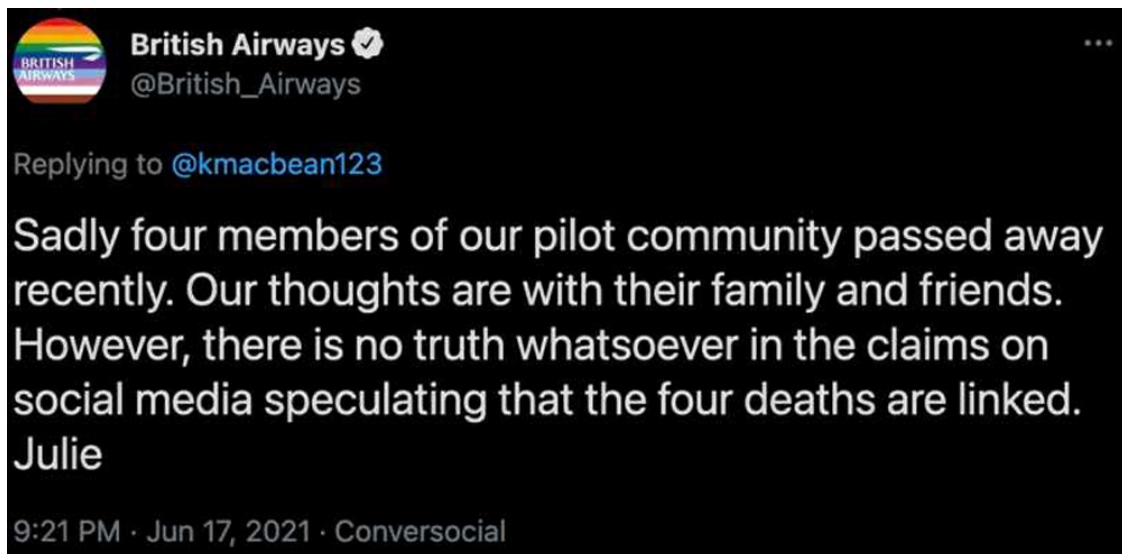 British Airways
BRITISH AIRWAYS
@British_Airways
Replying to @kmacbean123
Sadly four members of our pilot community passed away
recently. Our thoughts are with their family and friends.
However, there is no truth whatsoever in the claims on
social media speculating that the four deaths are linked.
Julie
9:21 PM · Jun 17, 2021 · Conversocial